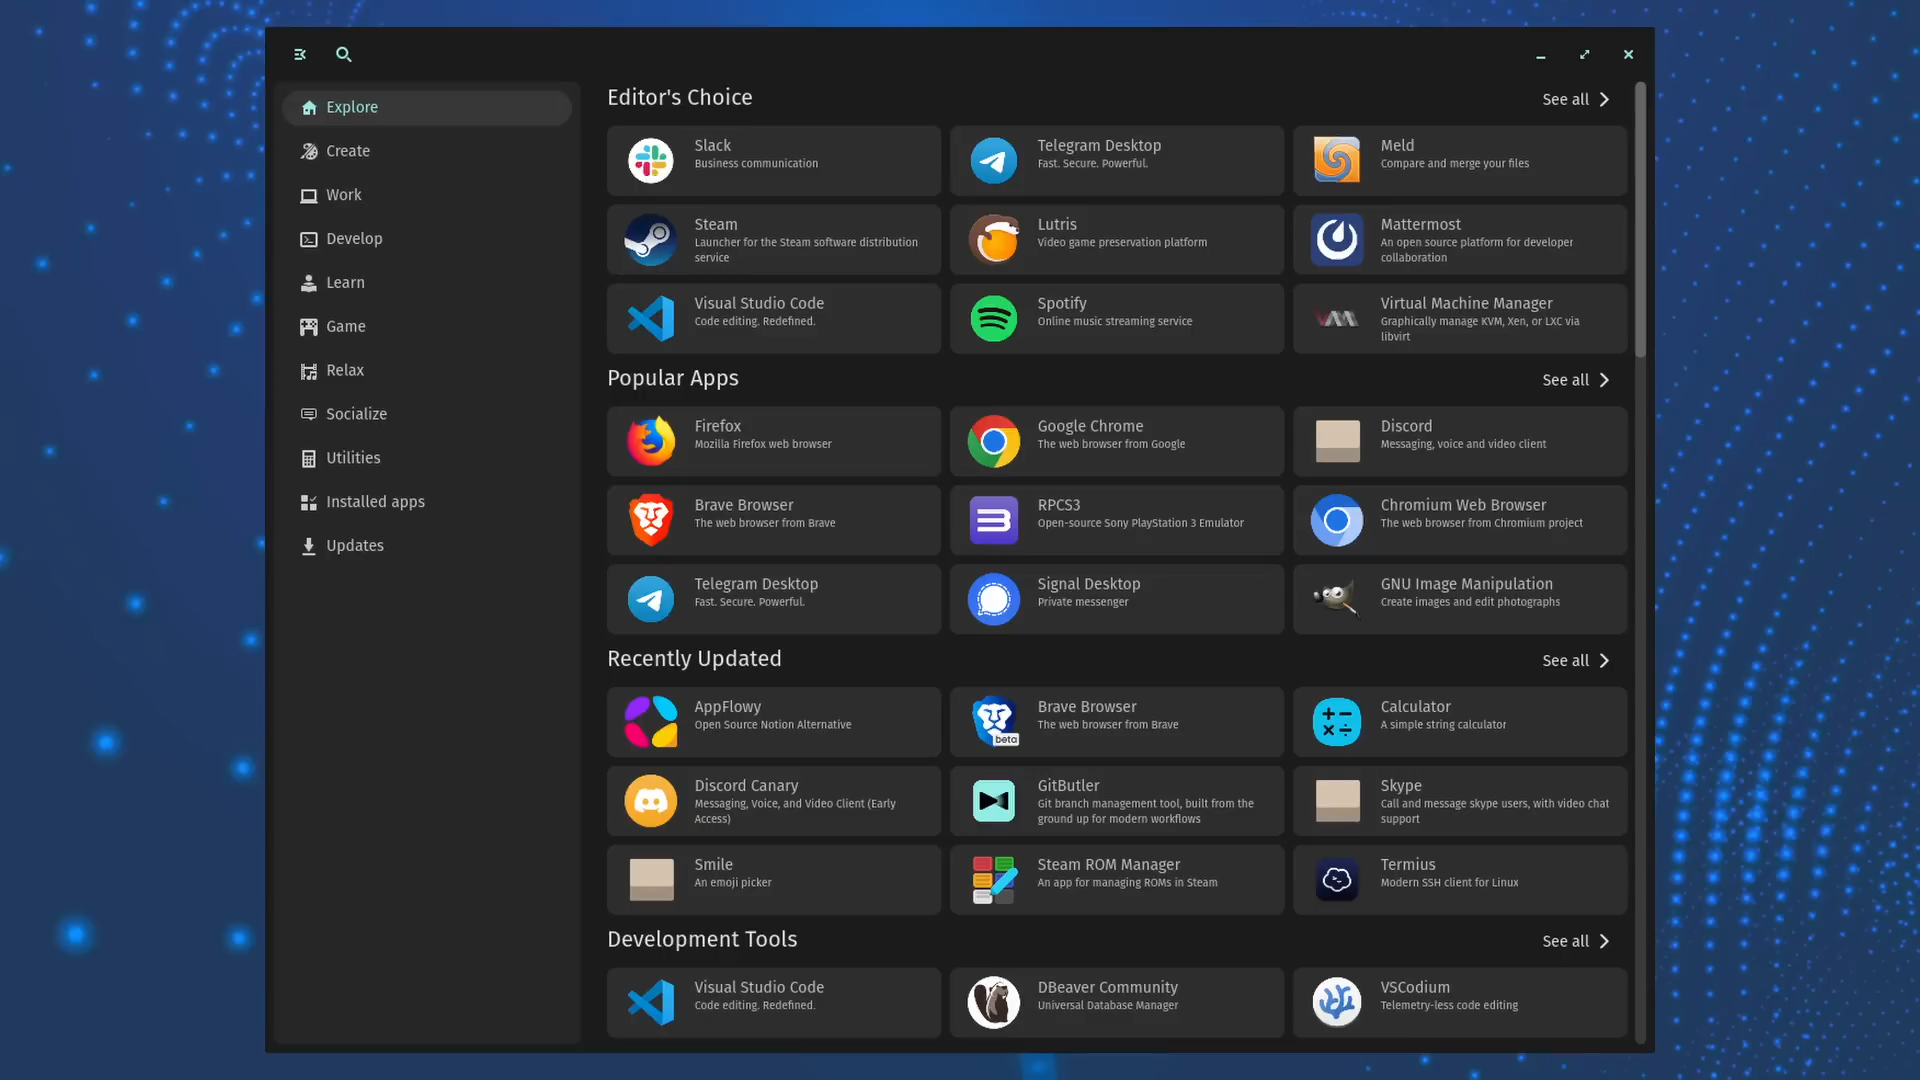 Explore
Create
Work
Develop
Learn
Game
Relax
Socialize
Utilities
Installed apps
Updates
Editor's Choice
See all
Slack
Business communication
Telegram Desktop
Fast. Secure. Powerful.
Meld
Compare and merge your files
Steam
Launcher for the Steam software distribution
service
Lutris
Video game preservation platform
Mattermost
An open source platform for developer
collaboration
Visual Studio Code
Code editing. Redefined.
Spotify
Online music streaming service
Virtual Machine Manager
Graphically manage KVM, Xen, or LXC via
libvirt
Popular Apps
See all
Firefox
Mozilla Firefox web browser
Google Chrome
The web browser from Google
Discord
Messaging, voice and video client
Brave Browser
The web browser from Brave
RPCS3
Open-source Sony PlayStation 3 Emulator
Chromium Web Browser
The web browser from Chromium project
Telegram Desktop
Fast. Secure. Powerful.
Signal Desktop
Private messenger
GNU Image Manipulation
Create images and edit photographs
Recently Updated
See all
AppFlowy
Open Source Notion Alternative
beta
Brave Browser
The web browser from Brave
Calculator
A simple string calculator
Discord Canary
Messaging, Voice, and Video Client (Early
Access)
GitButler
Git branch management tool, built from the
ground up for modern workflows
Skype
Call and message skype users, with video chat
support
Smile
An emoji picker
Steam ROM Manager
An app for managing ROMs in Steam
Termius
Modern SSH client for Linux
Development Tools
See all
Visual Studio Code
Code editing. Redefined.
DBeaver Community
Universal Database Manager
VSCodium
Telemetry-less code editing